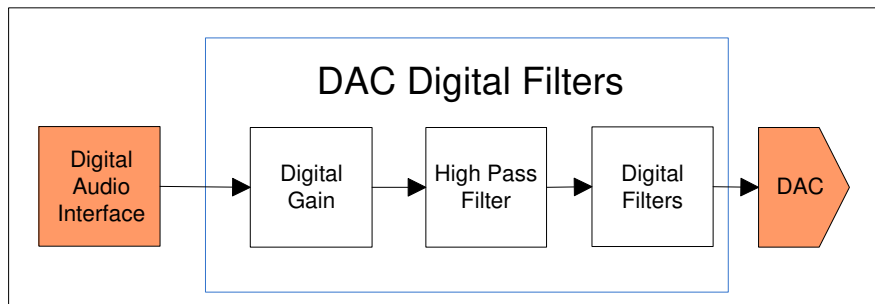 DAC Digital Filters
Digital
Audio
Interface
Digital
Gain
High Pass
Filter
Digital
Filters
DAC